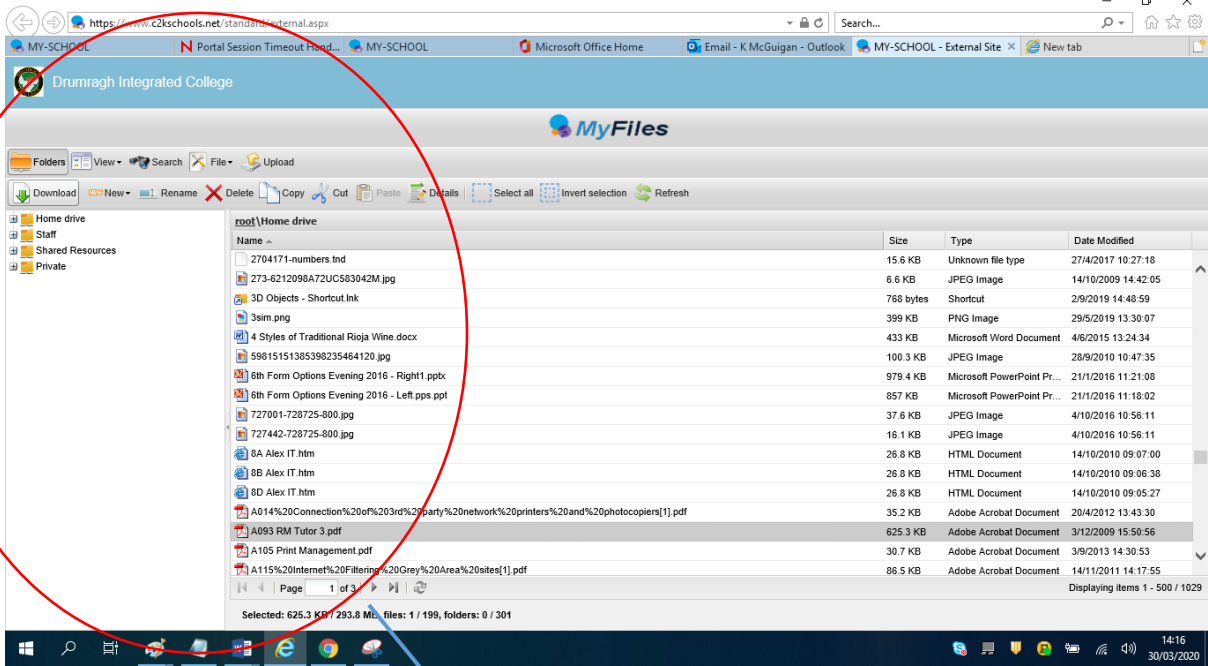 https://www.c2kschools.net/standard/external.aspx Search...
MY-SCHOOL Portal Session Timeout Hand... MY-SCHOOL Microsoft Office Home Email - K McGuigan - Outlook MY-SCHOOL - External Site New tab
Drumragh Integrated College
MyFiles
Folders View Search File Upload
Download New Rename Delete Copy Cut Paste Details Select all Invert selection Refresh
Home drive
Staff
Shared Resources
Private
root\Home drive
Name Size Type Date Modified
2704171-numbers.tnd 15.6 KB Unknown file type 27/4/2017 10:27:18
273-6212098A72UC583042M.jpg 6.6 KB JPEG Image 14/10/2009 14:42:05
3D Objects - Shortcut.lnk 768 bytes Shortcut 2/9/2019 14:48:59
3sim.png 399 KB PNG Image 29/5/2019 13:30:07
4 Styles of Traditional Rioja Wine.docx 433 KB Microsoft Word Document 4/6/2015 13:24:34
59815151385398235464120.jpg 100.3 KB JPEG Image 28/9/2010 10:47:35
6th Form Options Evening 2016 - Right1.pptx 979.4 KB Microsoft PowerPoint Pr... 21/1/2016 11:21:08
6th Form Options Evening 2016 - Left.pps.ppt 857 KB Microsoft PowerPoint Pr... 21/1/2016 11:18:02
727001-728725-800.jpg 37.6 KB JPEG Image 4/10/2016 10:56:11
727442-728725-800.jpg 16.1 KB JPEG Image 4/10/2016 10:56:11
8A Alex IT.htm 26.8 KB HTML Document 14/10/2010 09:07:00
8B Alex IT.htm 26.8 KB HTML Document 14/10/2010 09:06:38
8D Alex IT.htm 26.8 KB HTML Document 14/10/2010 09:05:27
A014%20Connection%20of%203rd%20party%20network%20printers%20and%20photocopiers[1].pdf 35.2 KB Adobe Acrobat Document 20/4/2012 13:43:30
A093 RM Tutor 3.pdf 625.3 KB Adobe Acrobat Document 3/12/2009 15:50:56
A105 Print Management.pdf 30.7 KB Adobe Acrobat Document 3/9/2013 14:30:53
A115%20Internet%20Filtering%20Grey%20Area%20sites[1].pdf 86.5 KB Adobe Acrobat Document 14/11/2011 14:17:55
Page 1 of 3 Displaying items 1 - 500 / 1029
Selected: 625.3 KB / 293.8 MB, files: 1 / 199, folders: 0 / 301
14:16
30/03/2020